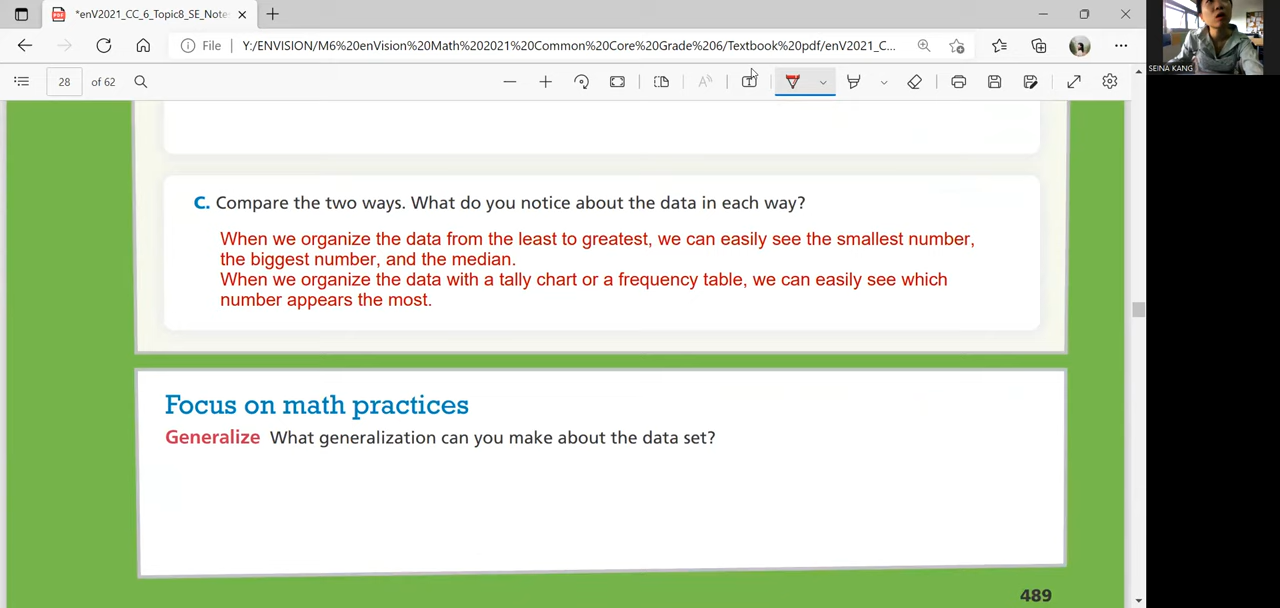 *enV2021_CC_6_Topic8_SE_Note
File
Y:/ENVISION/M6%20enVision%20Math%202021%20Common%20Core%20Grade%206/Textbook%20pdf/enV2021_C...
SEINA KANG
28 of 62
C. Compare the two ways. What do you notice about the data in each way?
When we organize the data from the least to greatest, we can easily see the smallest number,
the biggest number, and the median.
When we organize the data with a tally chart or a frequency table, we can easily see which
number appears the most.
Focus on math practices
Generalize What generalization can you make about the data set?
489